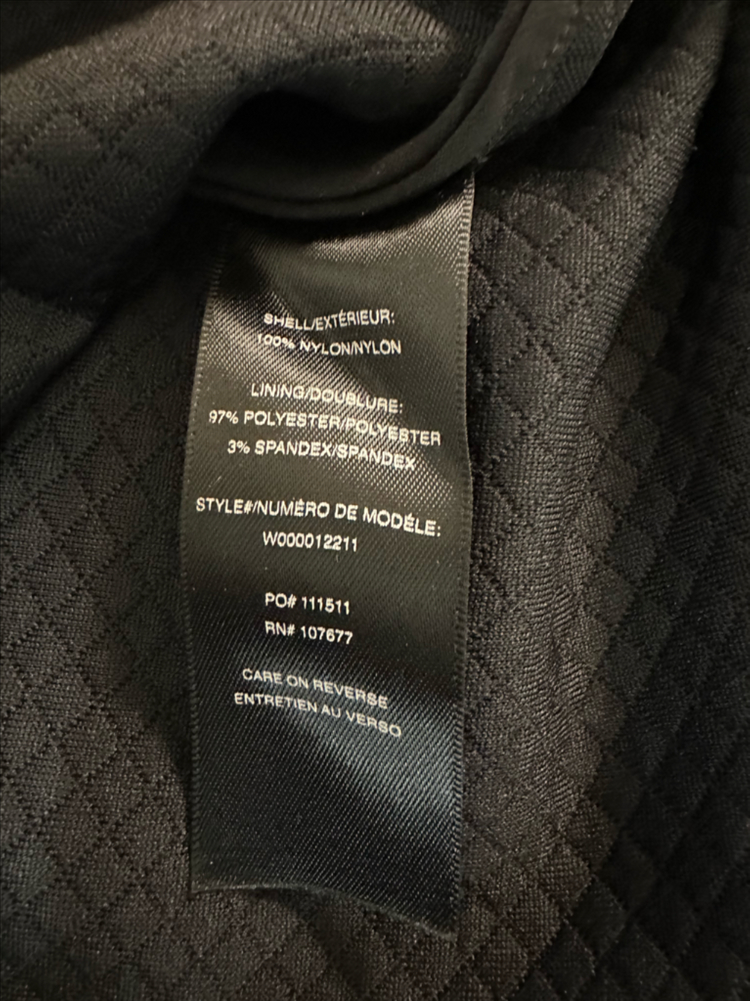 SHELL/EXTÉRIEUR:
100% NYLON/NYLON
LINING/DOUBLURE:
97% POLYESTER/POLYESTER
3% SPANDEX/SPANDEX
STYLE#/NUMÉRO DE MODÉLE:
W000012211
PO# 111511
RN# 107677
CARE ON REVERSE
ENTRETIEN AU VERSO